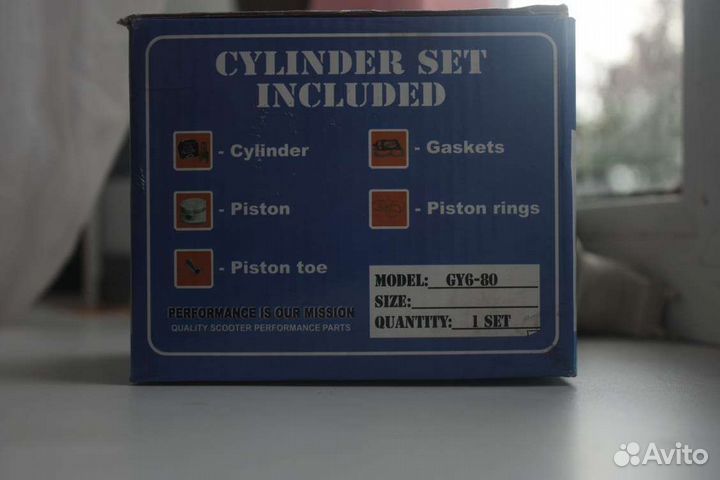 CYLINDER SET
INCLUDED
- Cylinder
- Gaskets
- Piston
- Piston rings
- Piston toe
MODEL: GY6-80
SIZE:
QUANTITY: 1 SET
PERFORMANCE IS OUR MISSION
QUALITY SCOOTER PERFORMANCE PARTS
Avito